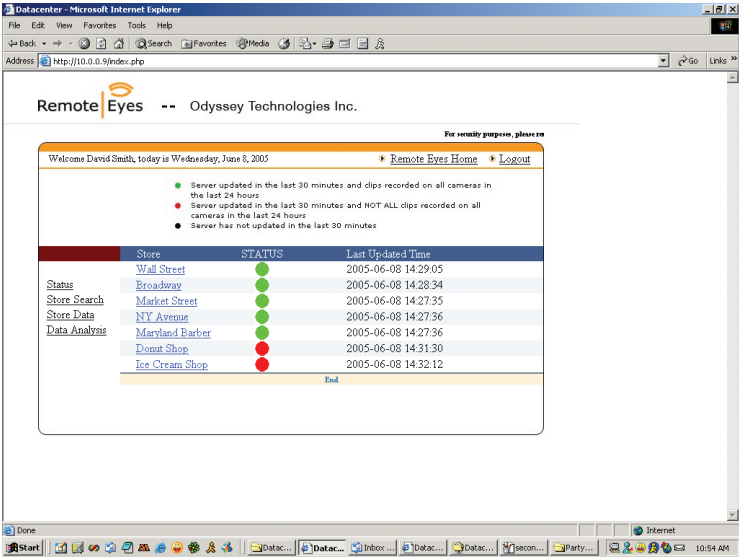 Datacenter - Microsoft Internet Explorer
File Edit View Favorites Tools Help
Back Search Favorites Media
Address http://10.0.0.9/index.php Go Links »
Remote Eyes -- Odyssey Technologies Inc.
For security purposes, please
Welcome David Smith, today is Wednesday, June 8, 2005 Remote Eyes Home Logout
Server updated in the last 30 minutes and clips recorded on all cameras in
the last 24 hours
Server updated in the last 30 minutes and NOT ALL clips recorded on all
cameras in the last 24 hours
Server has not updated in the last 30 minutes
Store STATUS Last Updated Time
Wall Street 2005-06-08 14:29:05
Status Broadway 2005-06-08 14:28:34
Store Search Market Street 2005-06-08 14:27:35
Store Data NY Avenue 2005-06-08 14:27:36
Data Analysis Maryland Barber 2005-06-08 14:27:36
Donut Shop 2005-06-08 14:31:30
Ice Cream Shop 2005-06-08 14:32:12
End
Done Internet
Start Datac... Datac... Inbox ... Datac... Datac... secon... Party... 10:54 AM